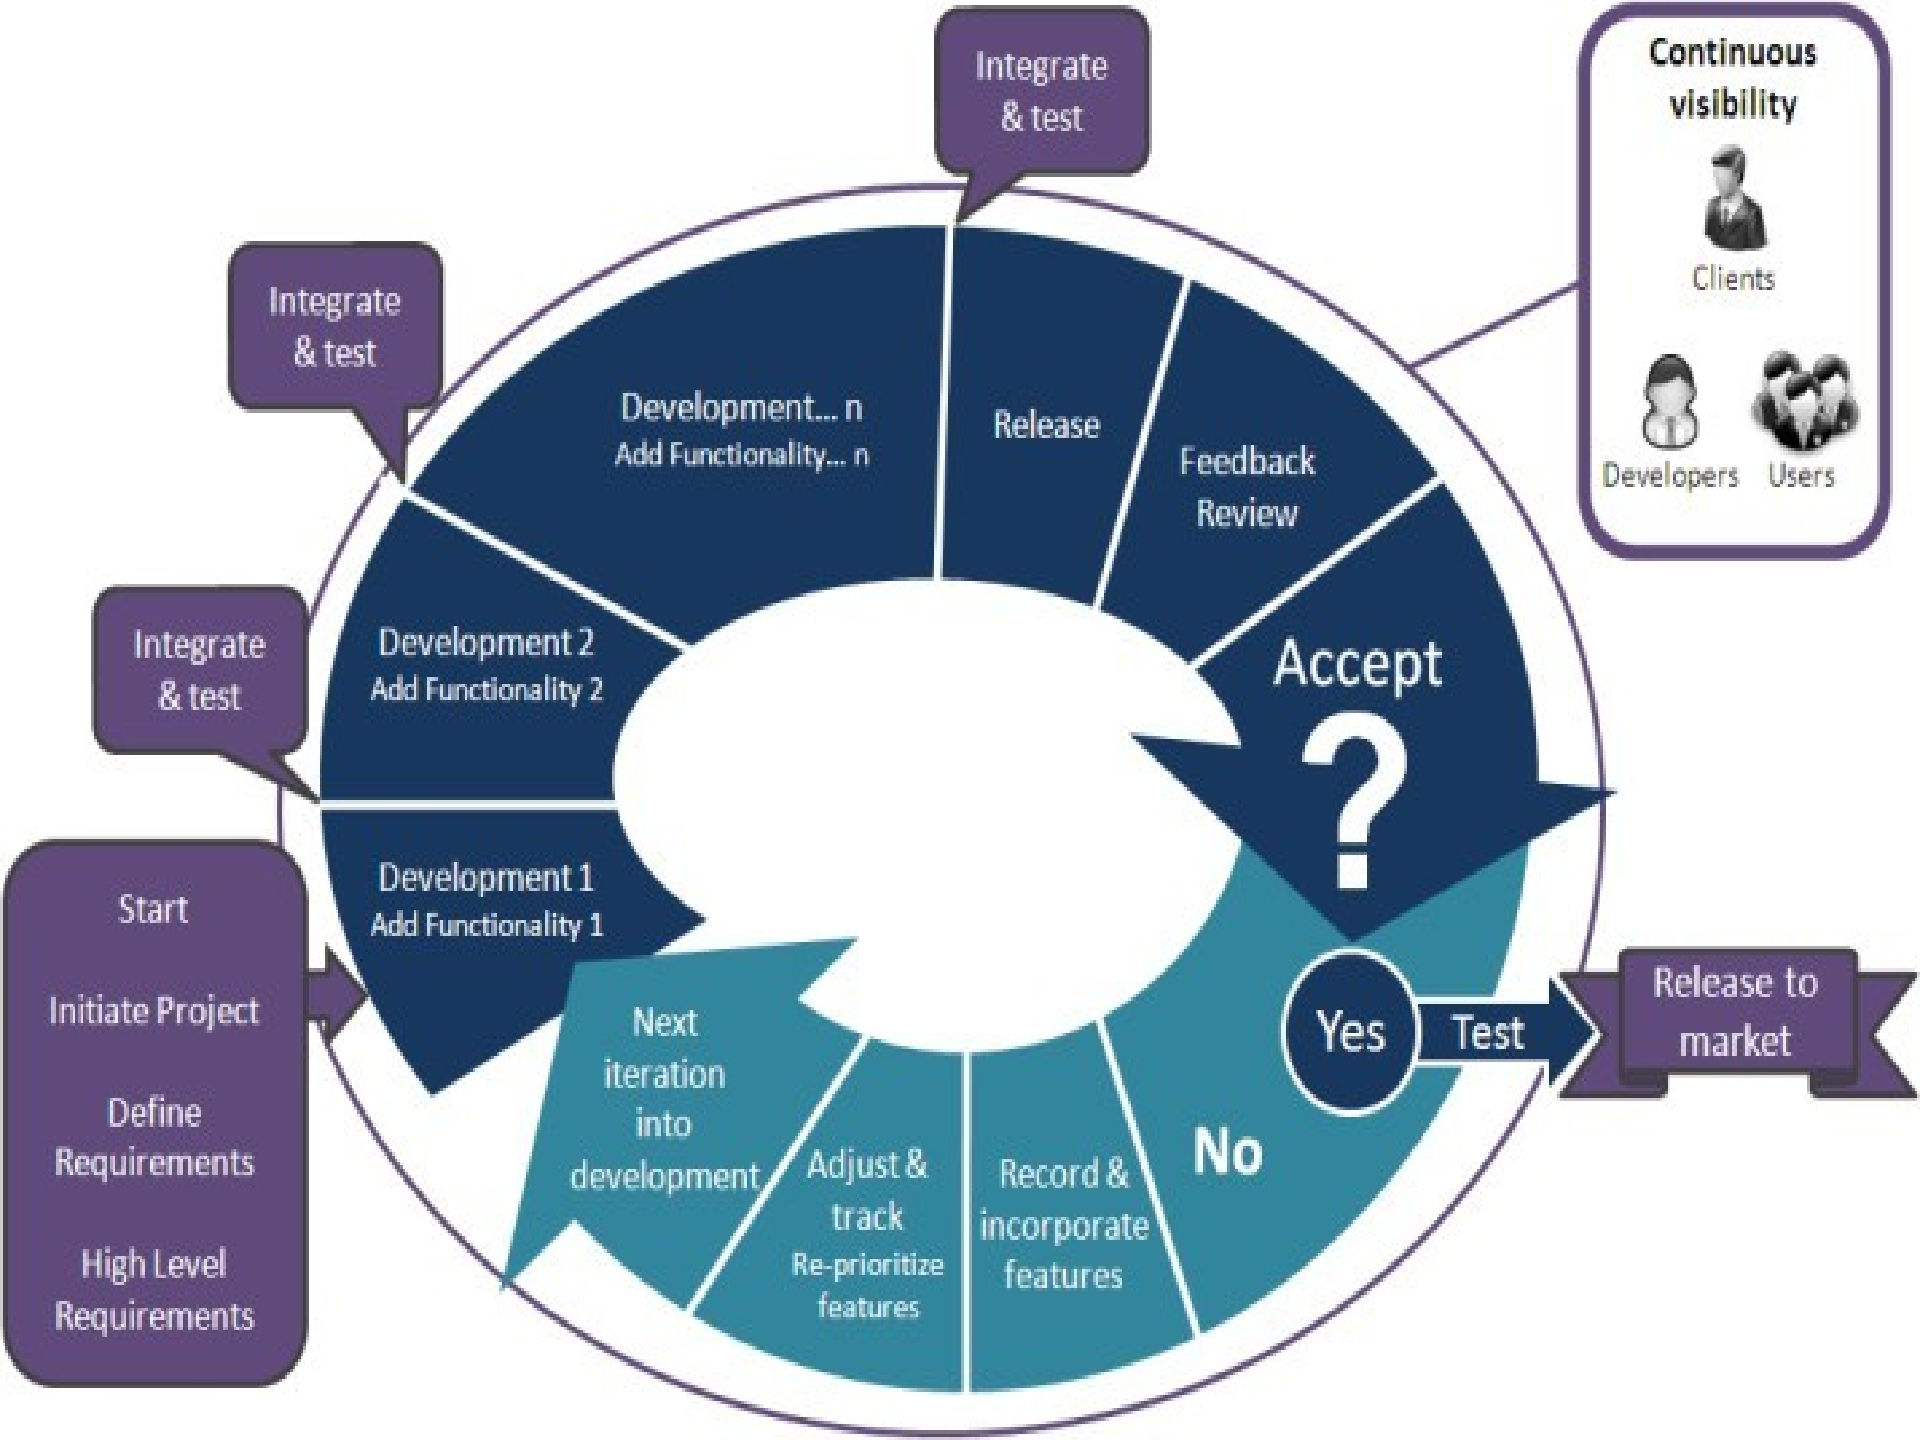 Integrate
& test
Continuous
visibility
Clients
Developers
Users
Integrate
& test
Integrate
& test
Start
Initiate Project
Define
Requirements
High Level
Requirements
Development 1
Add Functionality 1
Development 2
Add Functionality 2
Development... n
Add Functionality... n
Release
Feedback
Review
Accept
?
Yes
Test
Release to
market
No
Record &
incorporate
features
Adjust &
track
Re-prioritize
features
Next
iteration
into
development